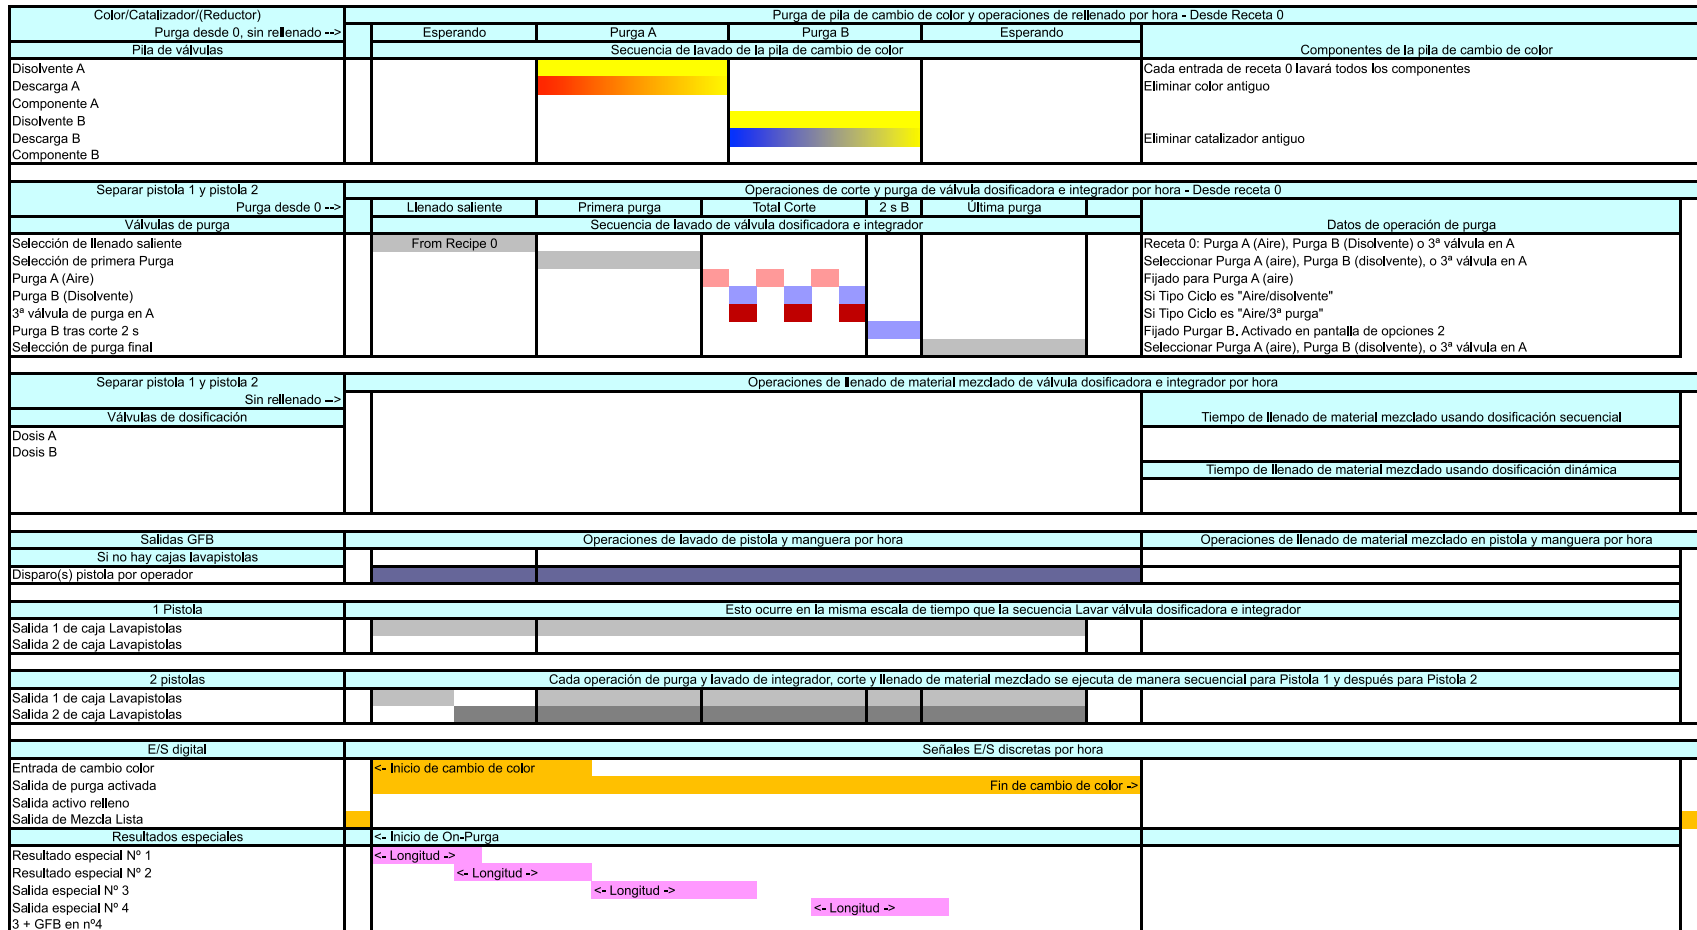 Color/Catalizador/(Reductor)
Purga de pila de cambio de color y operaciones de rellenado por hora - Desde Receta 0
Purga desde 0, sin rellenado -->
Esperando
Purga A
Purga B
Esperando
Pila de válvulas
Secuencia de lavado de la pila de cambio de color
Componentes de la pila de cambio de color
Disolvente A
Cada entrada de receta 0 lavará todos los componentes
Descarga A
Eliminar color antiguo
Componente A
Disolvente B
Descarga B
Eliminar catalizador antiguo
Componente B
Separar pistola 1 y pistola 2
Operaciones de corte y purga de válvula dosificadora e integrador por hora - Desde receta 0
Purga desde 0 -->
Llenado saliente
Primera purga
Total Corte
2 s B
Última purga
Válvulas de purga
Secuencia de lavado de válvula dosificadora e integrador
Datos de operación de purga
Selección de llenado saliente
From Recipe 0
Receta 0: Purga A (Aire), Purga B (Disolvente) o 3ª válvula en A
Selección de primera Purga
Seleccionar Purga A (aire), Purga B (disolvente), o 3ª válvula en A
Purga A (Aire)
Fijado para Purga A (aire)
Purga B (Disolvente)
Si Tipo Ciclo es "Aire/disolvente"
3ª válvula de purga en A
Si Tipo Ciclo es "Aire/3ª purga"
Purga B tras corte 2 s
Fijado Purgar B. Activado en pantalla de opciones 2
Selección de purga final
Seleccionar Purga A (aire), Purga B (disolvente), o 3ª válvula en A
Separar pistola 1 y pistola 2
Operaciones de llenado de material mezclado de válvula dosificadora e integrador por hora
Sin rellenado -->
Válvulas de dosificación
Tiempo de llenado de material mezclado usando dosificación secuencial
Dosis A
Dosis B
Tiempo de llenado de material mezclado usando dosificación dinámica
Salidas GFB
Operaciones de lavado de pistola y manguera por hora
Operaciones de llenado de material mezclado en pistola y manguera por hora
Si no hay cajas lavapistolas
Disparo(s) pistola por operador
1 Pistola
Esto ocurre en la misma escala de tiempo que la secuencia Lavar válvula dosificadora e integrador
Salida 1 de caja Lavapistolas
Salida 2 de caja Lavapistolas
2 pistolas
Cada operación de purga y lavado de integrador, corte y llenado de material mezclado se ejecuta de manera secuencial para Pistola 1 y después para Pistola 2
Salida 1 de caja Lavapistolas
Salida 2 de caja Lavapistolas
E/S digital
Señales E/S discretas por hora
Entrada de cambio color
<- Inicio de cambio de color
Salida de purga activada
Fin de cambio de color ->
Salida activo relleno
Salida de Mezcla Lista
Resultados especiales
<- Inicio de On-Purga
Resultado especial Nº 1
<- Longitud ->
Resultado especial Nº 2
<- Longitud ->
Salida especial Nº 3
<- Longitud ->
Salida especial Nº 4
<- Longitud ->
3 + GFB en nº4